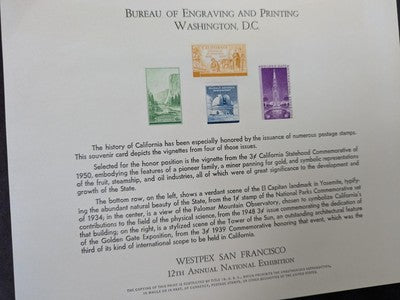 BUREAU OF ENGRAVING AND PRINTING
WASHINGTON, D.C.
CALIFORNIA
The history of California has been especially honored by the issuance of numerous postage stamps.
This souvenir card depicts the vignettes from four of those issues.
Selected for the honor position is the vignette from the 3¢ California Statehood Commemorative of
1950, embodying the features of a pioneer family, a miner panning for gold, and symbolic representations
of the fruit, steamship, and oil industries, all of which were of great significance to the development and
growth of the State.
The bottom row, on the left, shows a verdant scene of the El Capitan landmark in Yosemite, typify-
ing the abundant natural beauty of the State, from the 1¢ stamp of the National Parks Commemorative set
of 1934; in the center, is a view of the Palomar Mountain Observatory, chosen to symbolize California's
contributions to the field of the physical science, from the 1948 3¢ issue commemorating the dedication of
that building; on the right, is a stylized scene of the Tower of the Sun, an outstanding architectural feature
of the Golden Gate Exposition, from the 3¢ 1939 Commemorative honoring that event, which was the
third of its kind of international scope to be held in California.
WESTPEX SAN FRANCISCO
12TH ANNUAL NATIONAL EXHIBITION